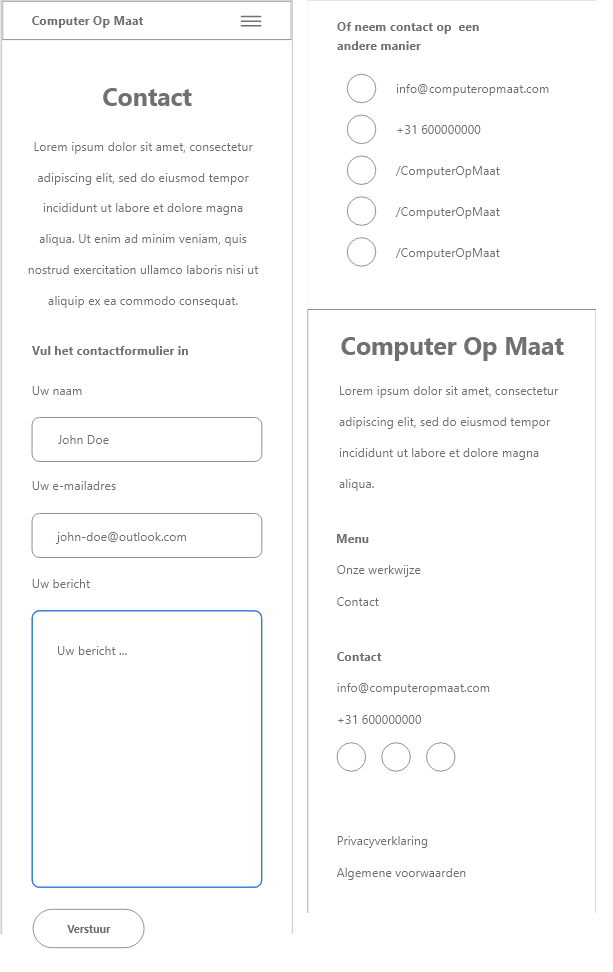 Computer Op Maat
Contact
Lorem ipsum dolor sit amet, consectetur
adipiscing elit, sed do eiusmod tempor
incididunt ut labore et dolore magna
aliqua. Ut enim ad minim veniam, quis
nostrud exercitation ullamco laboris nisi ut
aliquip ex ea commodo consequat.
Vul het contactformulier in
Uw naam
John Doe
Uw e-mailadres
john-doe@outlook.com
Uw bericht
Uw bericht ...
Verstuur
Of neem contact op  een
andere manier
info@computeropmaat.com
+31 600000000
/ComputerOpMaat
/ComputerOpMaat
/ComputerOpMaat
Computer Op Maat
Lorem ipsum dolor sit amet, consectetur
adipiscing elit, sed do eiusmod tempor
incididunt ut labore et dolore magna
aliqua.
Menu
Onze werkwijze
Contact
Contact
info@computeropmaat.com
+31 600000000
Privacyverklaring
Algemene voorwaarden